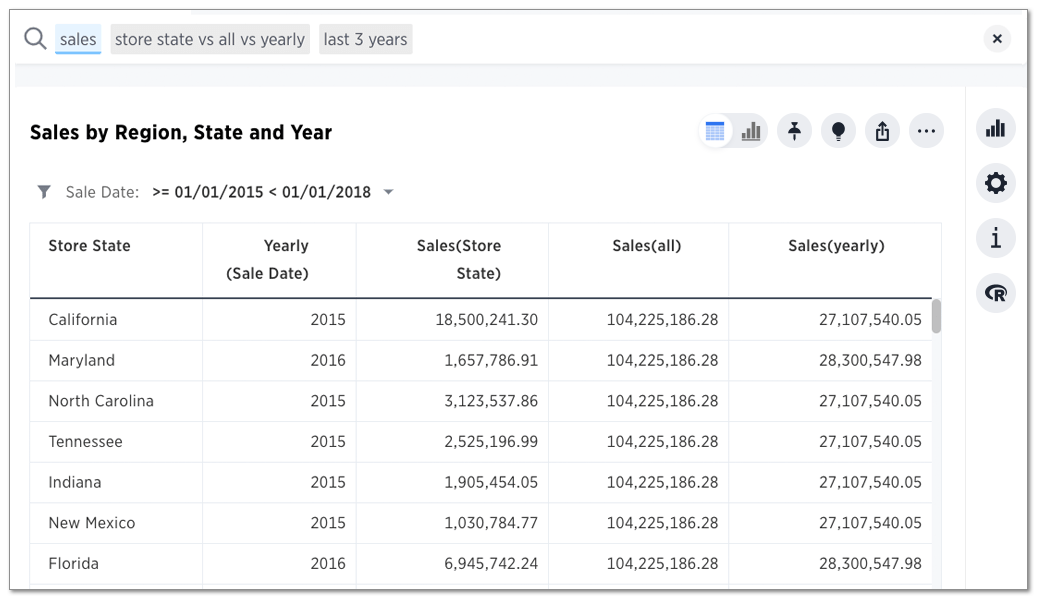 sales store state vs all vs yearly last 3 years
Sales by Region, State and Year
Sale Date: >= 01/01/2015 < 01/01/2018
Store State Yearly (Sale Date) Sales(Store State) Sales(all) Sales(yearly)
California 2015 18,500,241.30 104,225,186.28 27,107,540.05
Maryland 2016 1,657,786.91 104,225,186.28 28,300,547.98
North Carolina 2015 3,123,537.86 104,225,186.28 27,107,540.05
Tennessee 2015 2,525,196.99 104,225,186.28 27,107,540.05
Indiana 2015 1,905,454.05 104,225,186.28 27,107,540.05
New Mexico 2015 1,030,784.77 104,225,186.28 27,107,540.05
Florida 2016 6,945,742.24 104,225,186.28 28,300,547.98